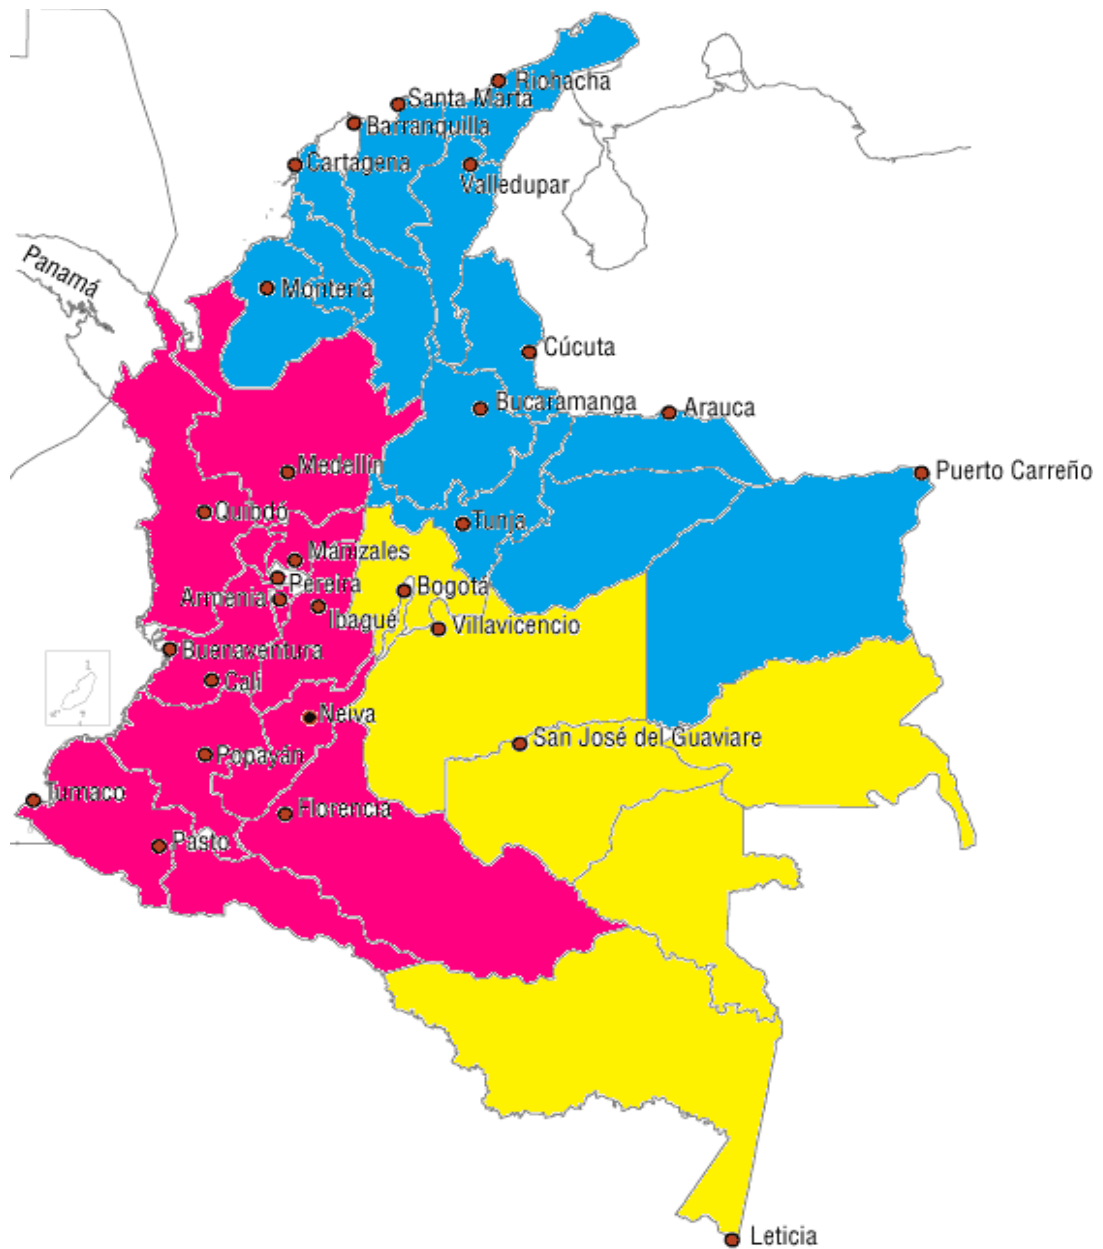 Riohacha
Santa Marta
Barranquilla
Cartagena
Valledupar
Panamá
Montería
Cúcuta
Bucaramanga
Arauca
Medellín
Puerto Carreño
Quibdó
Tunja
Manizales
Pereira
Bogotá
Armenia
Ibagué
Villavicencio
Buenaventura
Cali
Neiva
San José del Guaviare
Popayán
Tumaco
Florencia
Pasto
Leticia